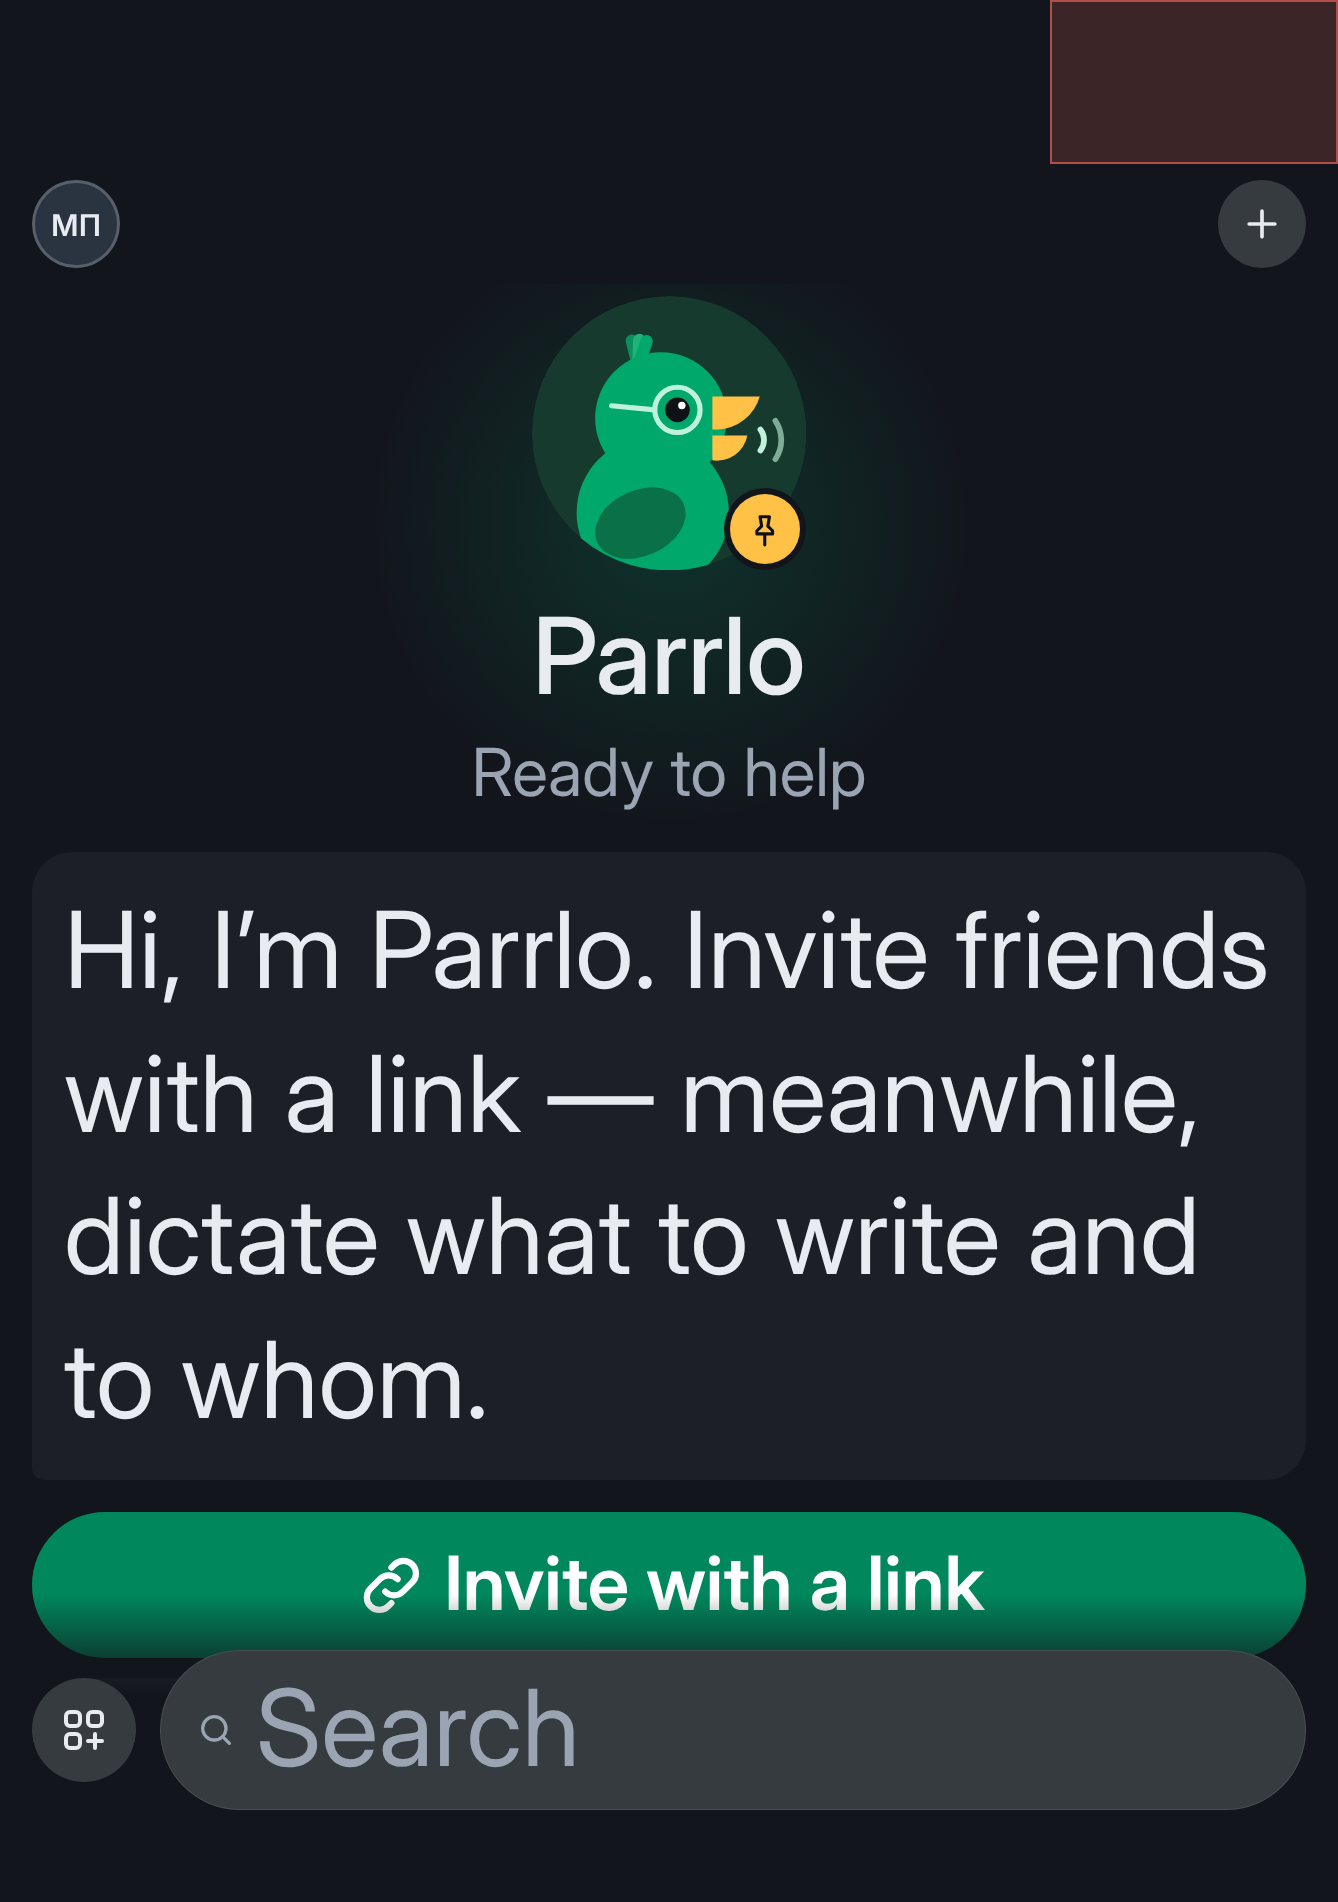 МП
Parrlo
Ready to help
Hi, I’m Parrlo. Invite friends
with a link — meanwhile,
dictate what to write and
to whom.
Invite with a link
Search